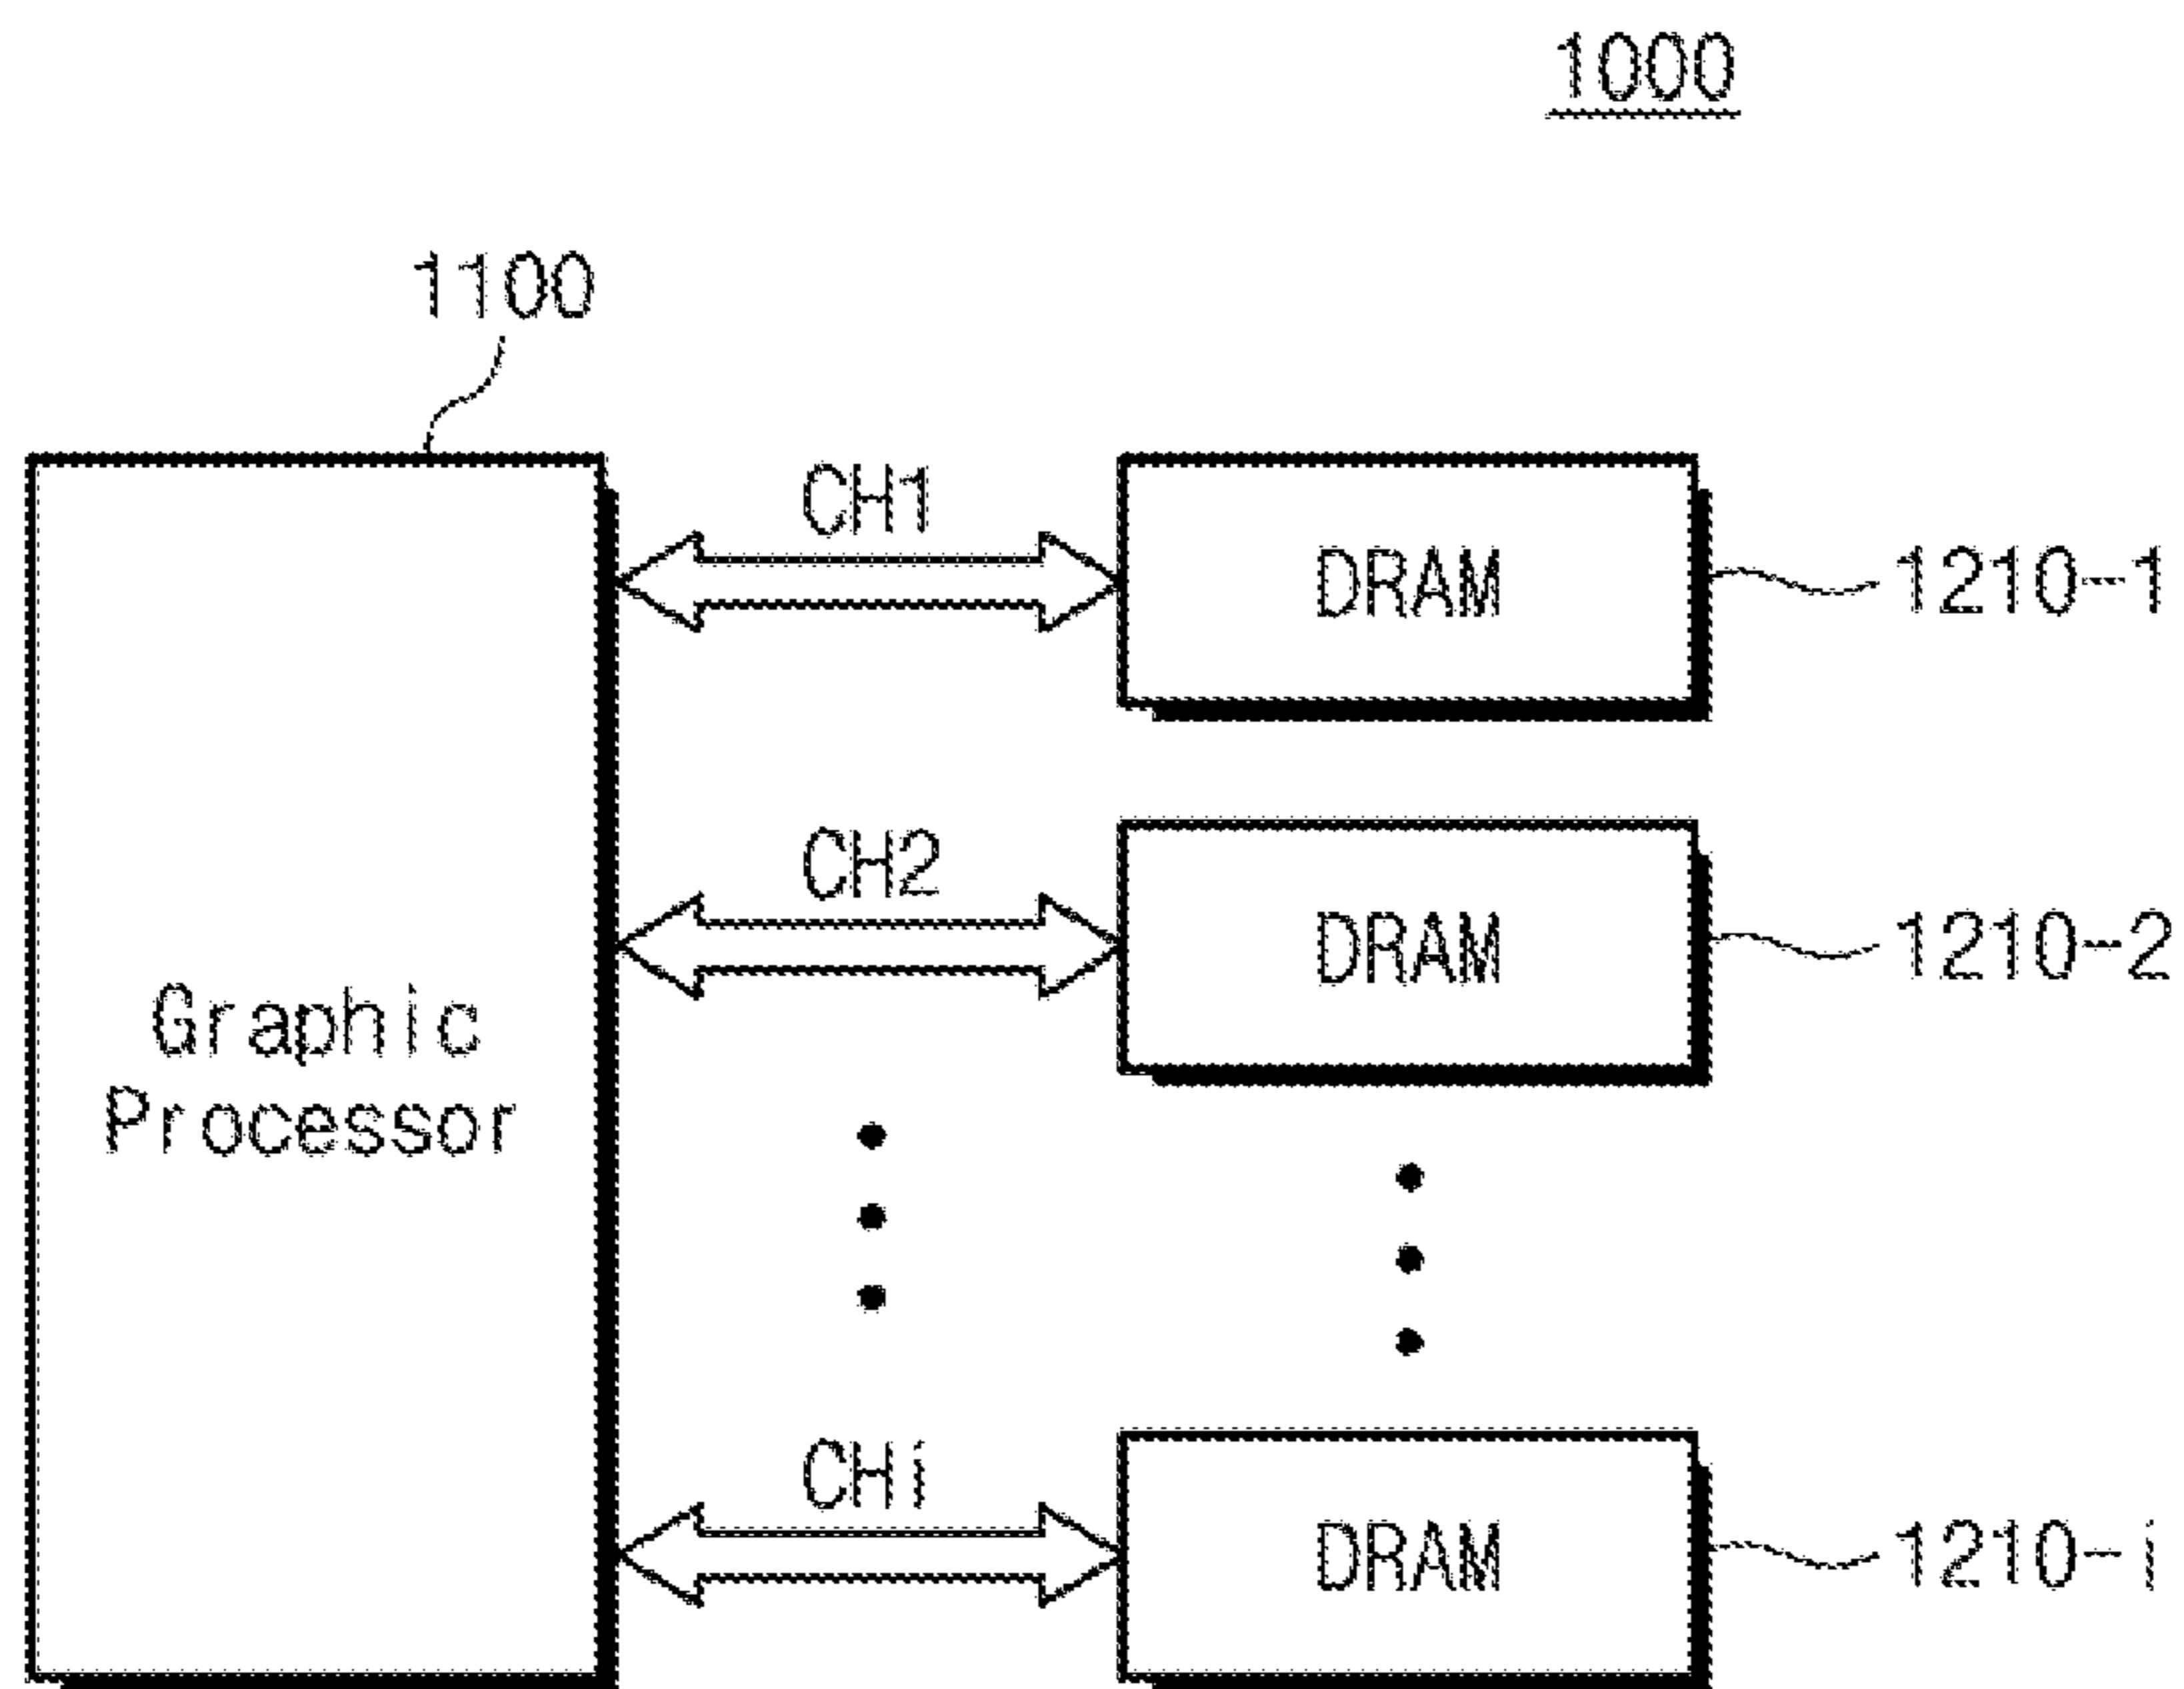 1000
1100
CH1
DRAM
1210-1
CH2
DRAM
1210-2
Graphic
Processor
CHi
DRAM
1210-i